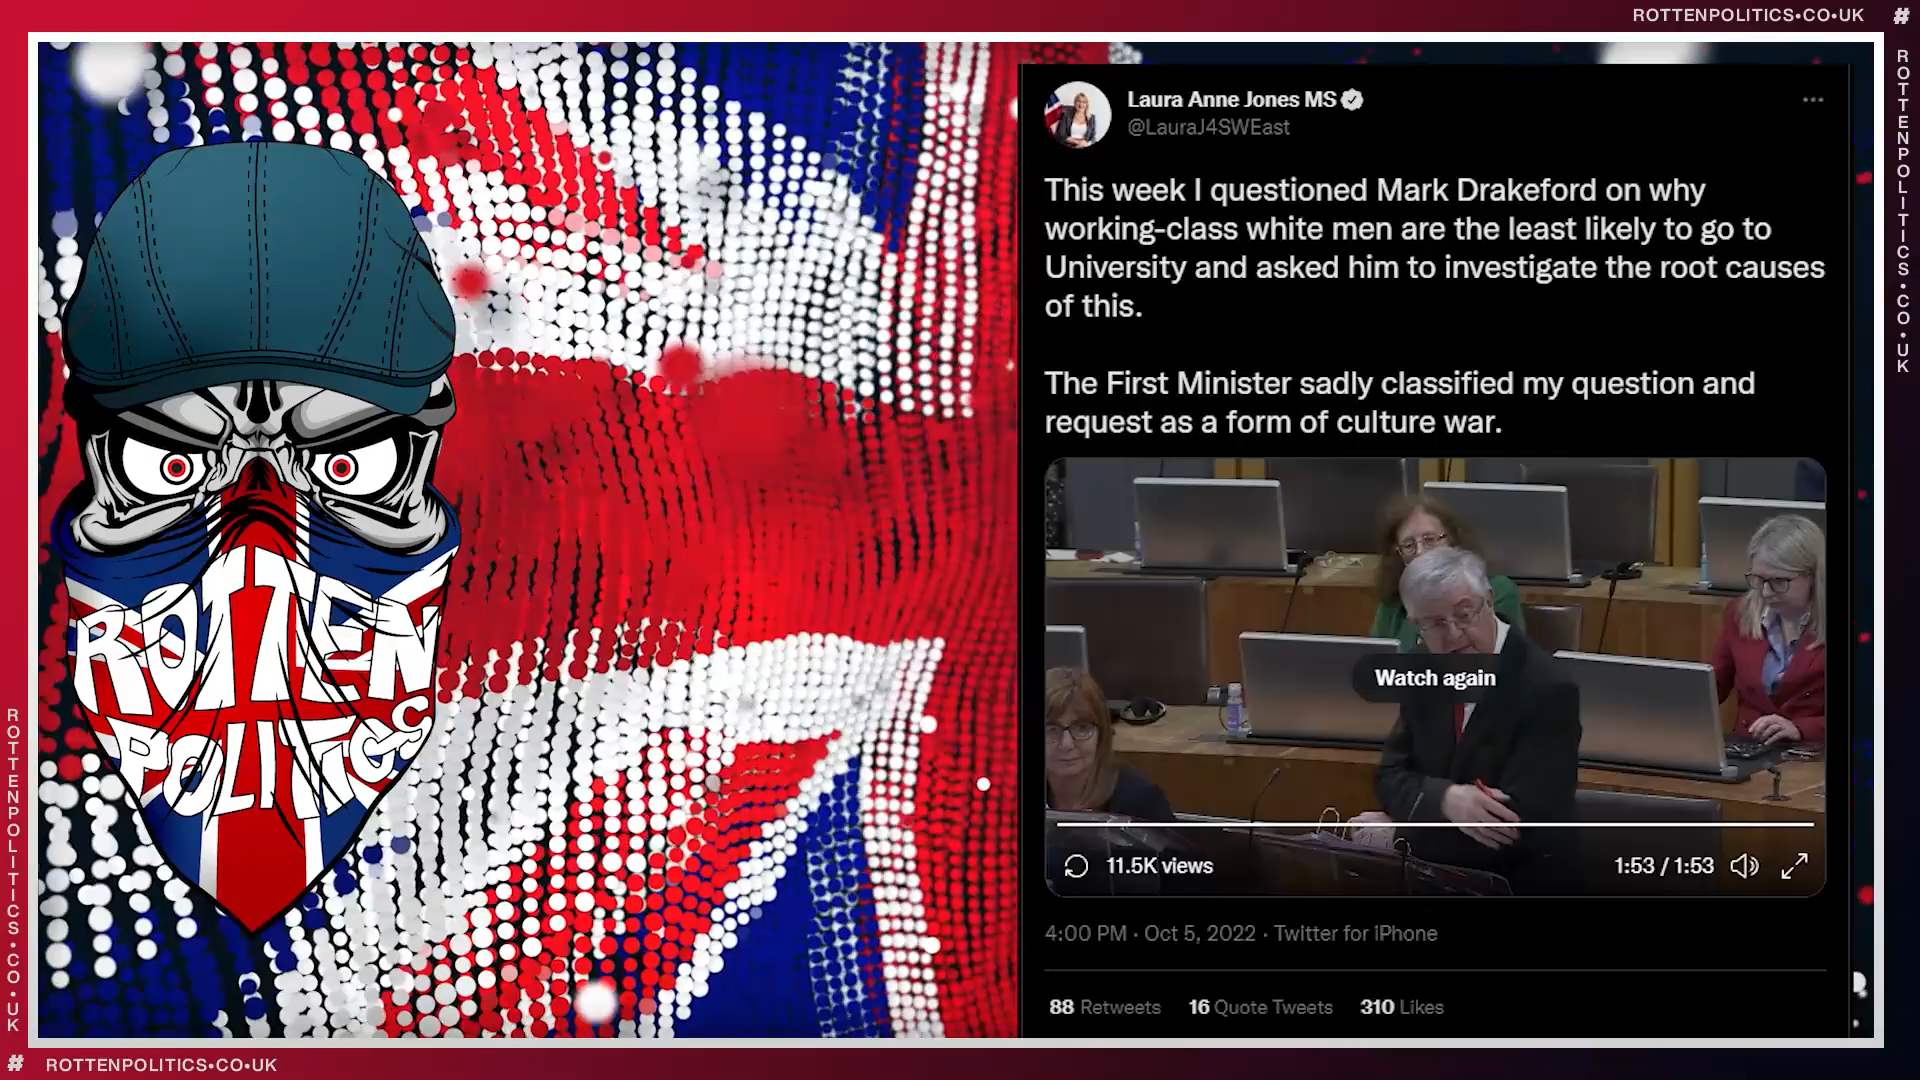 ROTTENPOLITICS•CO•UK #
ROTTENPOLITICS•CO•UK
Laura Anne Jones MS
@LauraJ4SWEast
This week I questioned Mark Drakeford on why
working-class white men are the least likely to go to
University and asked him to investigate the root causes
of this.
The First Minister sadly classified my question and
request as a form of culture war.
Watch again
11.5K views
1:53 / 1:53
4:00 PM · Oct 5, 2022 · Twitter for iPhone
88 Retweets 16 Quote Tweets 310 Likes
ROTTEN
POLITICS
ROTTENPOLITICS•CO•UK
# ROTTENPOLITICS•CO•UK